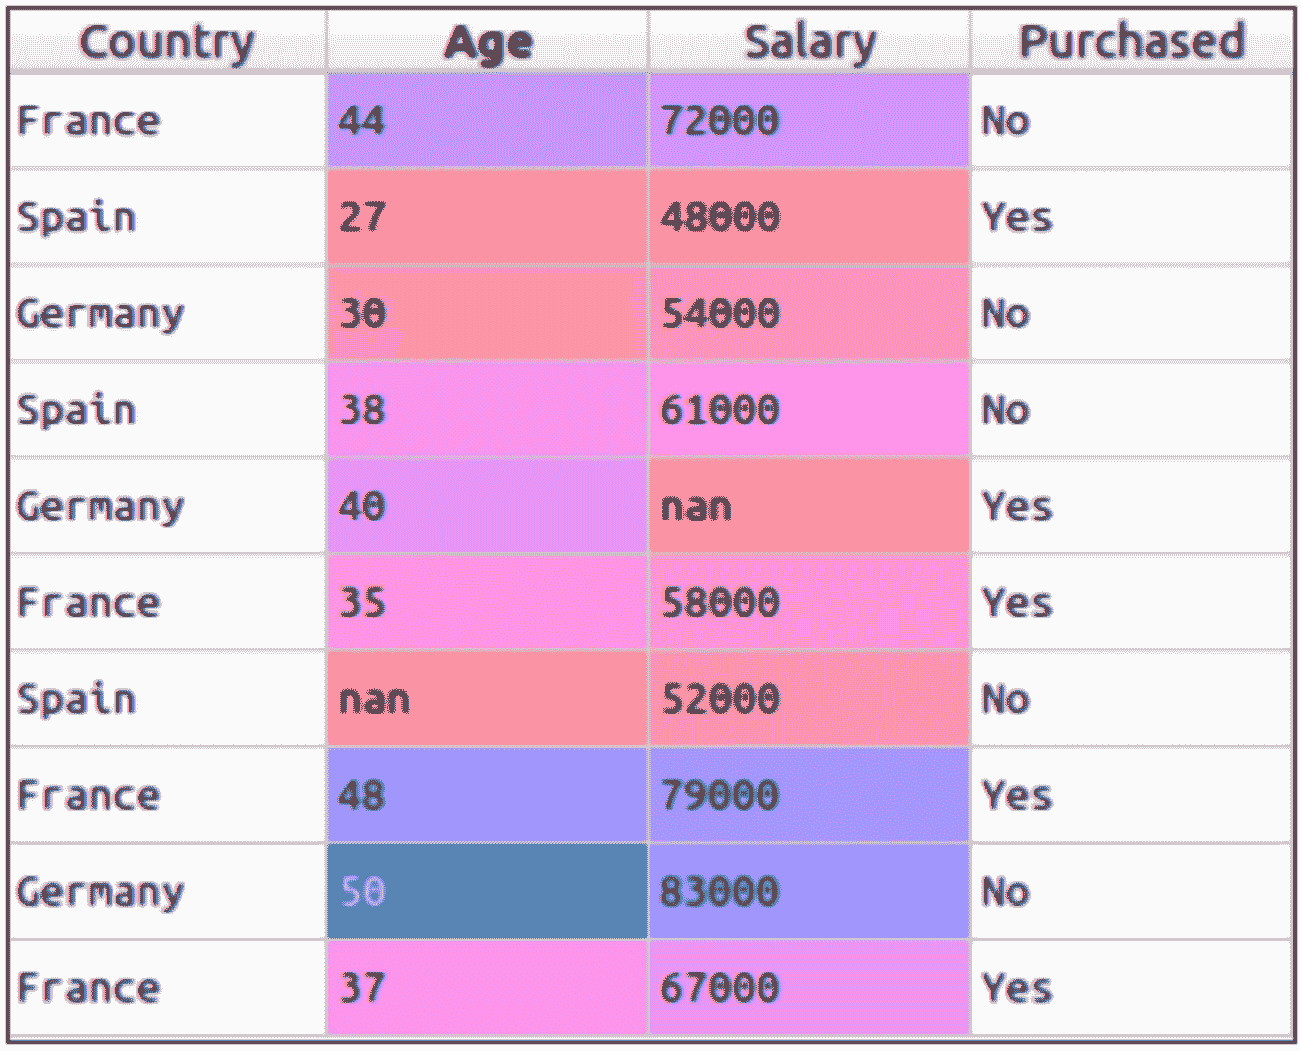 Country Age Salary Purchased
France 44 72000 No
Spain 27 48000 Yes
Germany 30 54000 No
Spain 38 61000 No
Germany 40 nan Yes
France 35 58000 Yes
Spain nan 52000 No
France 48 79000 Yes
Germany 50 83000 No
France 37 67000 Yes